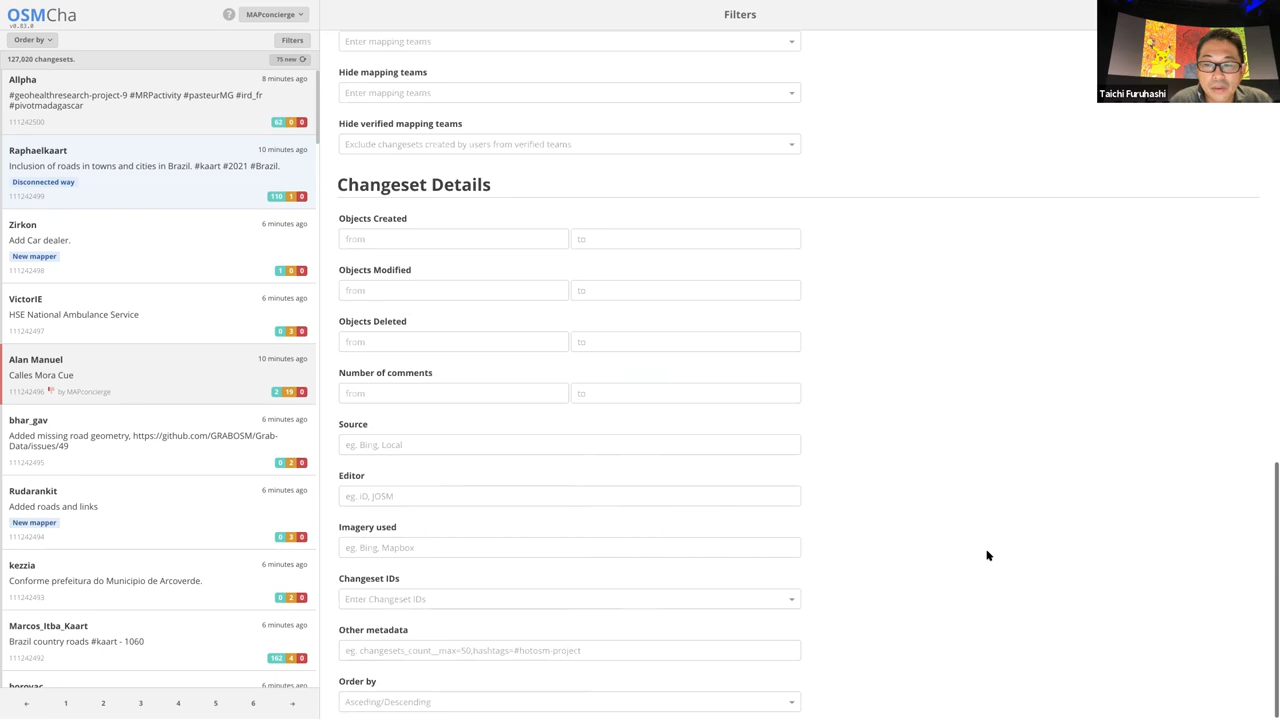 OSMCha
v0.83.0
? MAPconcierge
Order by
Filters
127,020 changesets.
75 new
Allpha
8 minutes ago
#geohealthresearch-project-9 #MRPactivity #pasteurMG #ird_fr
#pivotmadagascar
111242500
62 0 0
Raphaelkaart
10 minutes ago
Inclusion of roads in towns and cities in Brazil. #kaart #2021 #Brazil.
Disconnected way
111242499
110 1 0
Zirkon
6 minutes ago
Add Car dealer.
New mapper
111242498
1 0 0
VictorIE
6 minutes ago
HSE National Ambulance Service
111242497
0 3 0
Alan Manuel
10 minutes ago
Calles Mora Cue
111242496 by MAPconcierge
2 19 0
bhar_gav
6 minutes ago
Added missing road geometry, https://github.com/GRABOSM/Grab-
Data/issues/49
111242495
0 2 0
Rudarankit
6 minutes ago
Added roads and links
New mapper
111242494
0 3 0
kezzia
6 minutes ago
Conforme prefeitura do Municipio de Arcoverde.
111242493
0 2 0
Marcos_Itba_Kaart
6 minutes ago
Brazil country roads #kaart - 1060
111242492
162 4 0
borovac
6 minutes ago
← 1 2 3 4 5 6 →
Filters
Enter mapping teams
Hide mapping teams
Enter mapping teams
Hide verified mapping teams
Exclude changesets created by users from verified teams
Changeset Details
Objects Created
from
to
Objects Modified
from
to
Objects Deleted
from
to
Number of comments
from
to
Source
eg. Bing, Local
Editor
eg. iD, JOSM
Imagery used
eg. Bing, Mapbox
Changeset IDs
Enter Changeset IDs
Other metadata
eg. changesets_count__max=50,hashtags=#hotosm-project
Order by
Asceding/Descending
Taichi Furuhashi